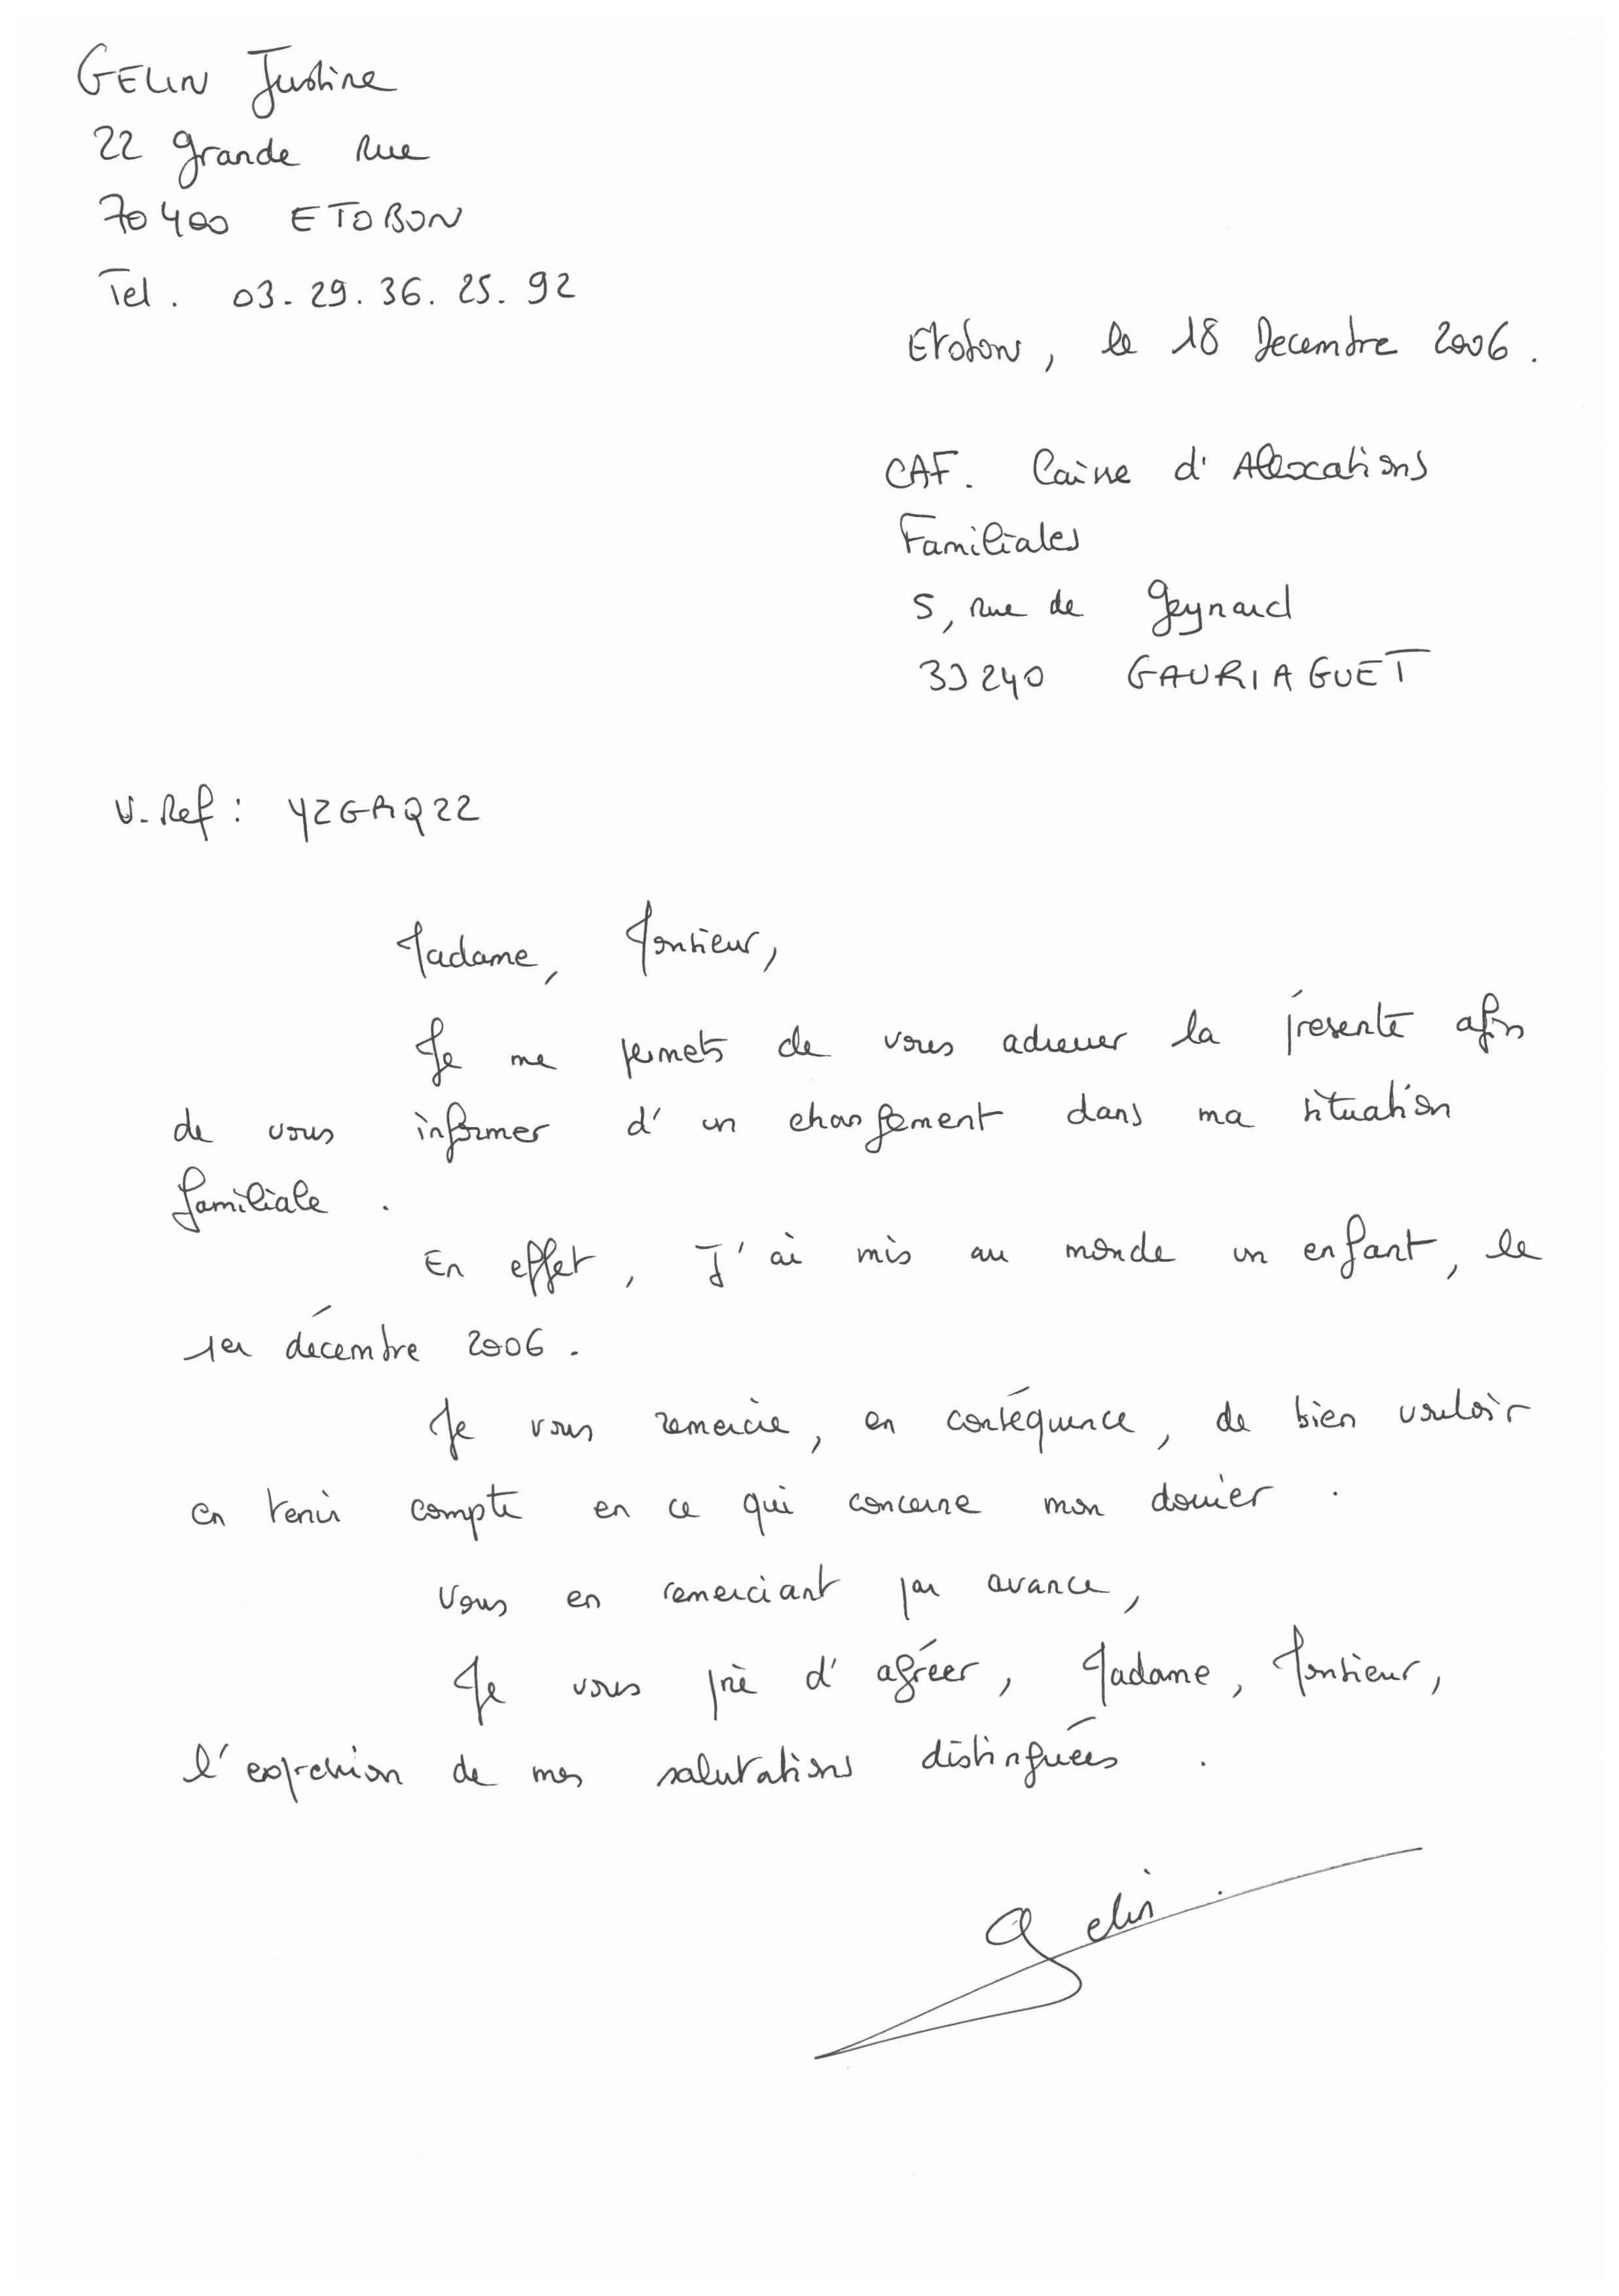 GELIN Justine
22 grande Rue
70400 ETOBON
Tel. 03.29.36.25.92
Etobon, le 18 Decembre 2006.
CAF. Caisse d'Allocations
Familiales
5, rue de Geynard
33240 GAURIAGUET
V. Ref : YZGRQ22
Madame, Monsieur,
Je me permets de vous adresser la présente afin
de vous informer d'un changement dans ma situation
familiale.
En effet, J'ai mis au monde un enfant, le
1er décembre 2006.
Je vous remercie, en conséquence, de bien vouloir
en tenir compte en ce qui concerne mon dossier.
Vous en remerciant par avance,
Je vous prie d'agréer, Madame, Monsieur,
l'expression de mes salutations distinguées.
Gelin